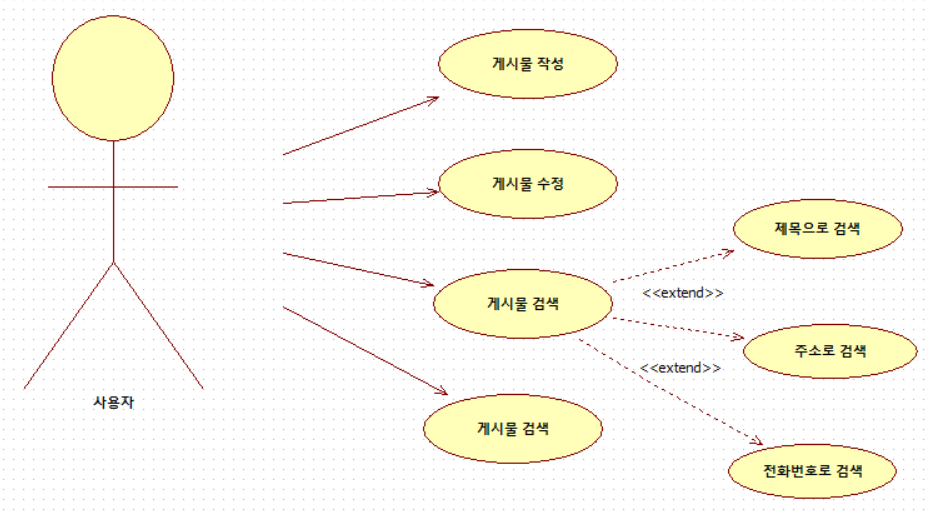 게시물 작성
게시물 수정
제목으로 검색
<<extend>>
게시물 검색
주소로 검색
<<extend>>
사용자
게시물 검색
전화번호로 검색